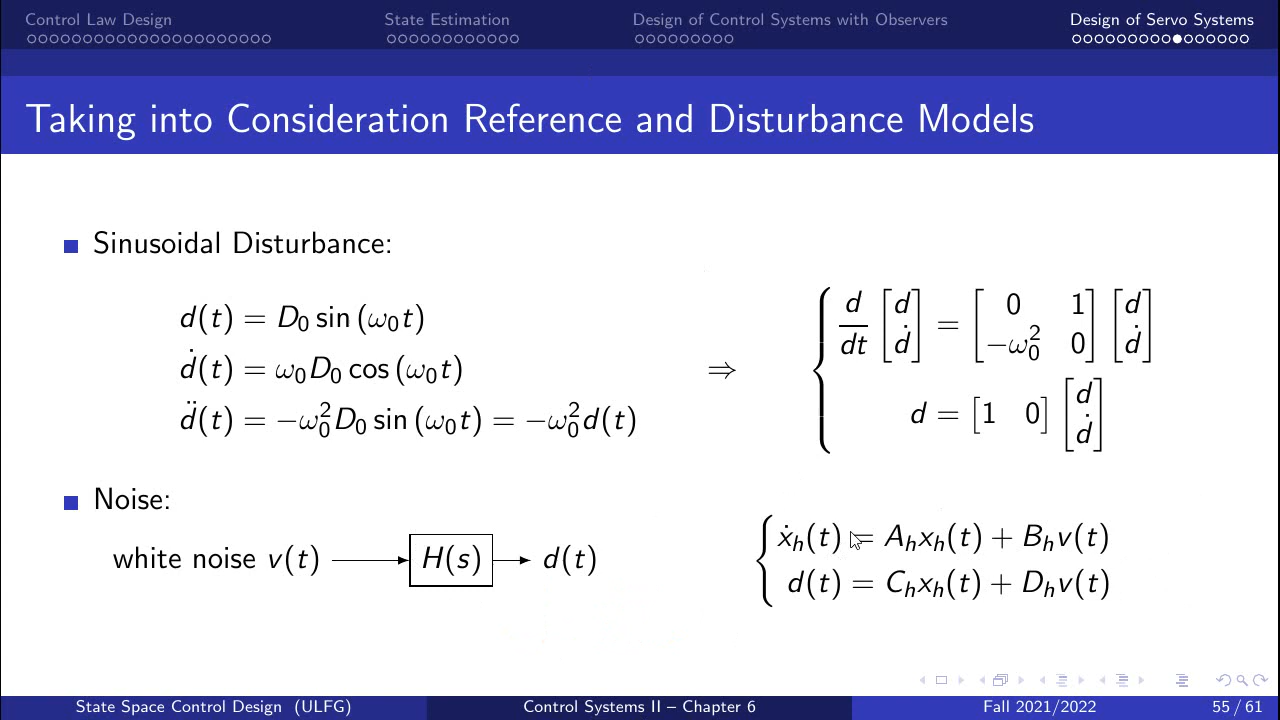 Control Law Design State Estimation Design of Control Systems with Observers Design of Servo Systems
Taking into Consideration Reference and Disturbance Models
Sinusoidal Disturbance:
d(t) = D₀ sin (ω₀t)
ḋ(t) = ω₀D₀ cos (ω₀t)
d̈(t) = −ω₀²D₀ sin (ω₀t) = −ω₀²d(t)
⇒
{ d/dt [d; ḋ] = [0 1; −ω₀² 0] [d; ḋ]
d = [1 0] [d; ḋ]
Noise:
white noise v(t) → H(s) → d(t)
{ ẋₕ(t) = Aₕxₕ(t) + Bₕv(t)
d(t) = Cₕxₕ(t) + Dₕv(t)
State Space Control Design (ULFG) Control Systems II – Chapter 6 Fall 2021/2022 55 / 61